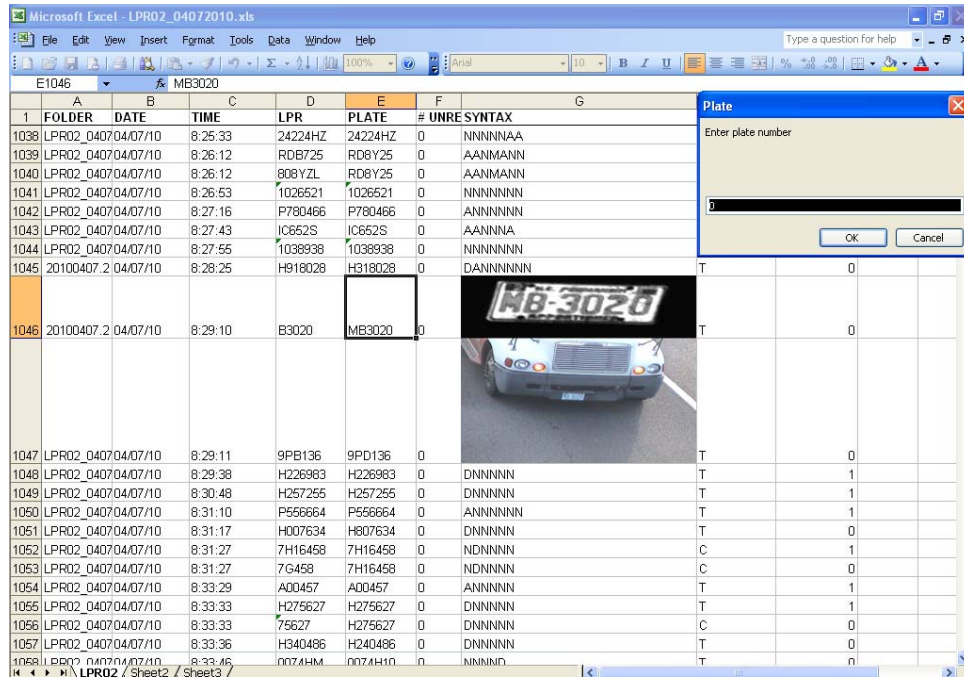 Microsoft Excel - LPR02_04072010.xls
File Edit View Insert Format Tools Data Window Help Type a question for help
100% Arial 10 B I U
E1046 fx MB3020
A B C D E F G
1 FOLDER DATE TIME LPR PLATE # UNRE SYNTAX
1038 LPR02_0407 04/07/10 8:25:33 24224HZ 24224HZ 0 NNNNNAA
1039 LPR02_0407 04/07/10 8:26:12 RDB725 RD8Y25 0 AANMANN
1040 LPR02_0407 04/07/10 8:26:12 808YZL RD8Y25 0 AANMANN
1041 LPR02_0407 04/07/10 8:26:53 1026521 1026521 0 NNNNNNN
1042 LPR02_0407 04/07/10 8:27:16 P780466 P780466 0 ANNNNNN
1043 LPR02_0407 04/07/10 8:27:43 IC652S IC652S 0 AANNNA
1044 LPR02_0407 04/07/10 8:27:55 1038938 1038938 0 NNNNNNN
1045 20100407.2 04/07/10 8:28:25 H918028 H318028 0 DANNNNNN T 0
MB-3020
1046 20100407.2 04/07/10 8:29:10 B3020 MB3020 0 T 0
1047 LPR02_0407 04/07/10 8:29:11 9PB136 9PD136 0 T 0
1048 LPR02_0407 04/07/10 8:29:38 H226983 H226983 0 DNNNNN T 1
1049 LPR02_0407 04/07/10 8:30:48 H257255 H257255 0 DNNNNN T 1
1050 LPR02_0407 04/07/10 8:31:10 P556664 P556664 0 ANNNNNN T 1
1051 LPR02_0407 04/07/10 8:31:17 H007634 H807634 0 DNNNNN T 0
1052 LPR02_0407 04/07/10 8:31:27 7H16458 7H16458 0 NDNNNN C 1
1053 LPR02_0407 04/07/10 8:31:27 7G458 7H16458 0 NDNNNN C 0
1054 LPR02_0407 04/07/10 8:33:29 A00457 A00457 0 ANNNNN T 1
1055 LPR02_0407 04/07/10 8:33:33 H275627 H275627 0 DNNNNN T 1
1056 LPR02_0407 04/07/10 8:33:33 75627 H275627 0 DNNNNN C 0
1057 LPR02_0407 04/07/10 8:33:36 H340486 H240486 0 DNNNNN T 0
1058 LPR02_0407 04/07/10 8:33:46 0074HM 0074H10 0 NNNND T 0
LPR02 / Sheet2 / Sheet3
Plate
Enter plate number
0
OK Cancel